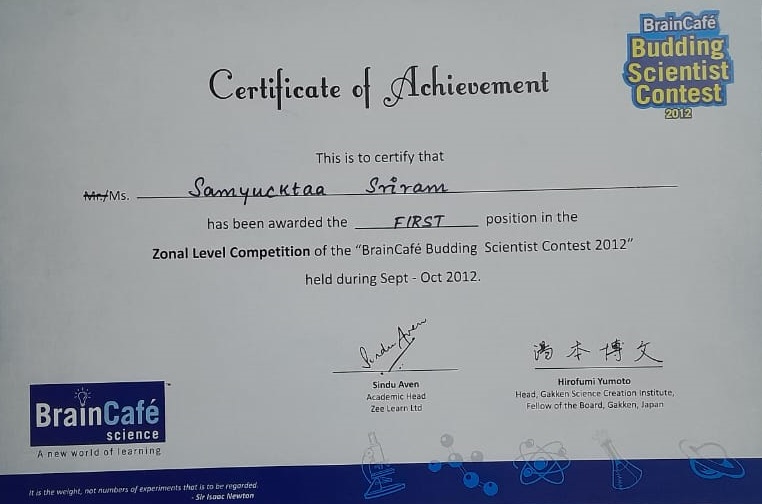 BrainCafé
Budding
Scientist
Contest
2012
Certificate of Achievement
This is to certify that
Mr./Ms. Samyucktaa Sriram
has been awarded the FIRST position in the
Zonal Level Competition of the “BrainCafé Budding Scientist Contest 2012”
held during Sept - Oct 2012.
Sindu Aven
湯本博文
Sindu Aven
Academic Head
Zee Learn Ltd
Hirofumi Yumoto
Head, Gakken Science Creation Institute,
Fellow of the Board, Gakken, Japan
BrainCafé
science
A new world of learning
It is the weight, not numbers of experiments that is to be regarded.
- Sir Isaac Newton